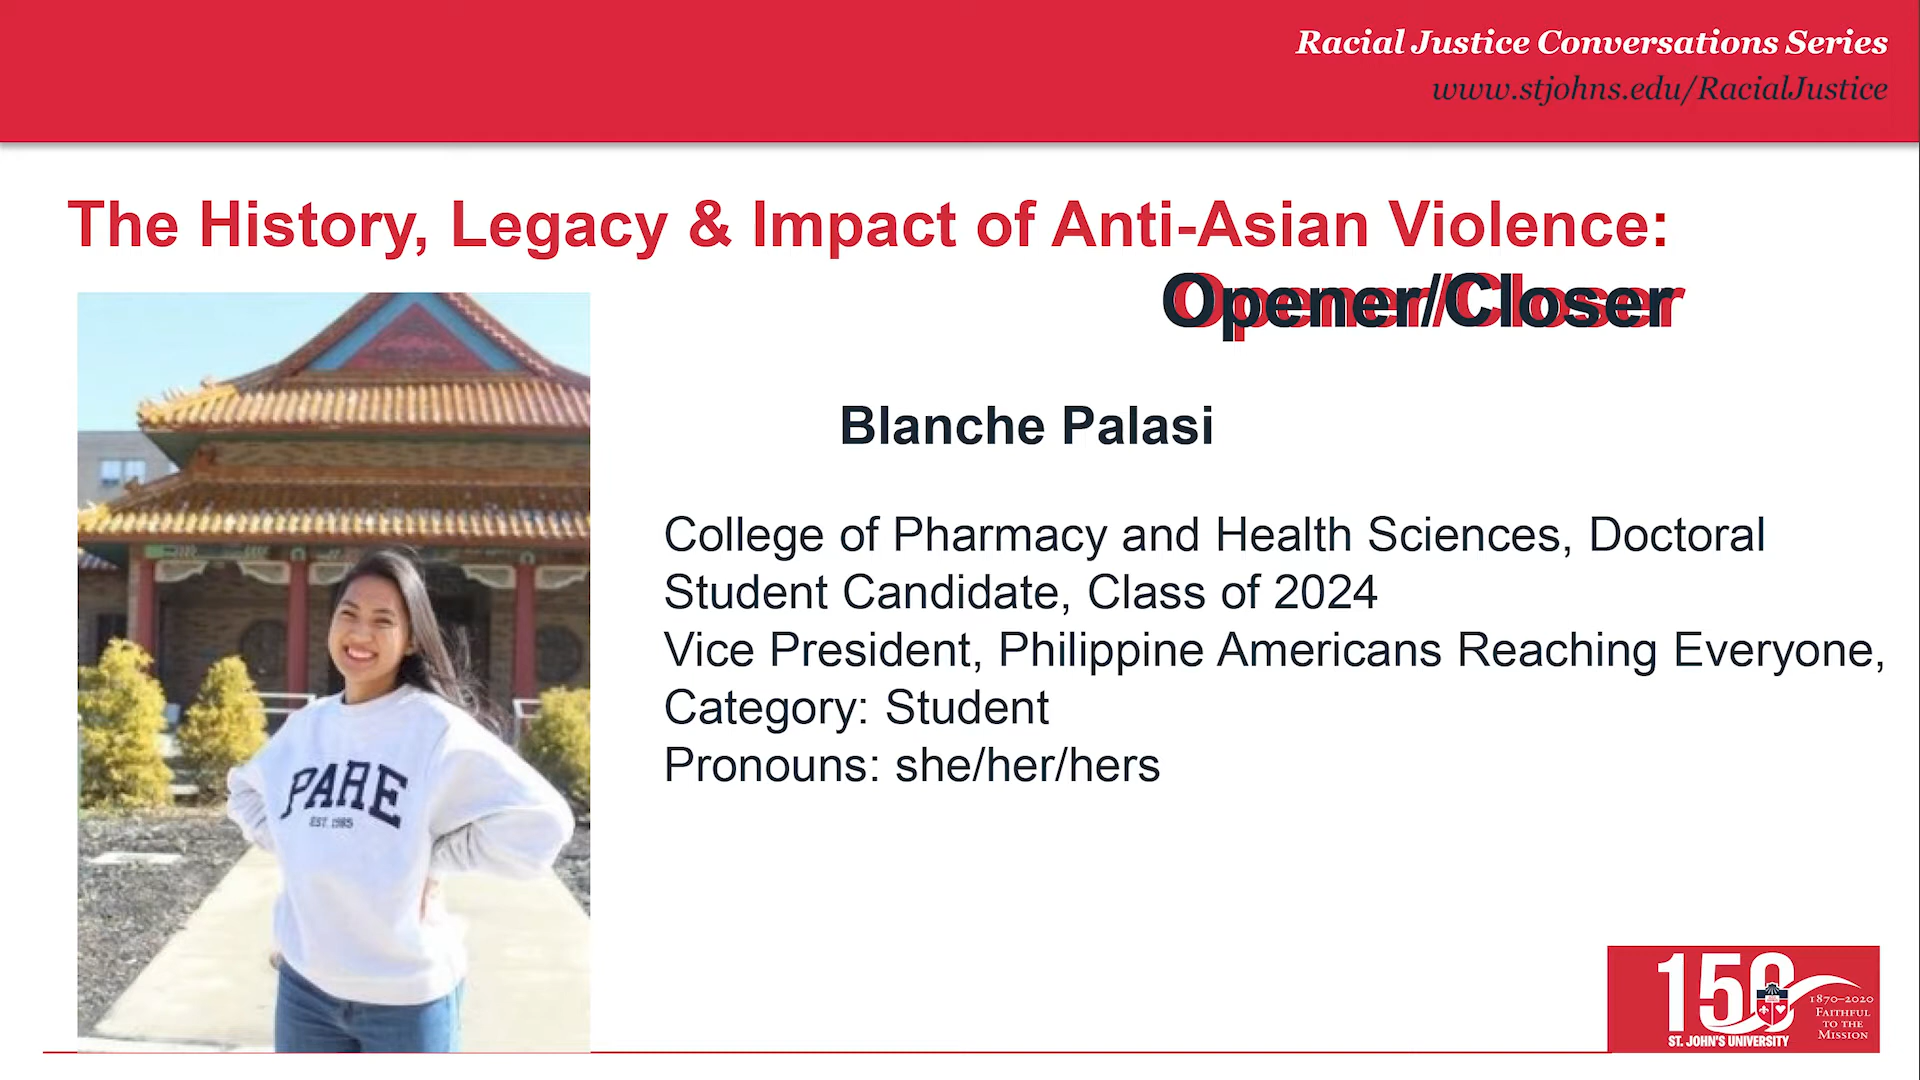 Racial Justice Conversations Series
www.stjohns.edu/RacialJustice
The History, Legacy & Impact of Anti-Asian Violence:
Opener/Closer
Blanche Palasi
College of Pharmacy and Health Sciences, Doctoral
Student Candidate, Class of 2024
Vice President, Philippine Americans Reaching Everyone,
Category: Student
Pronouns: she/her/hers
PARE
EST. 1985
150
1870–2020
FAITHFUL
TO THE
MISSION
ST. JOHN'S UNIVERSITY